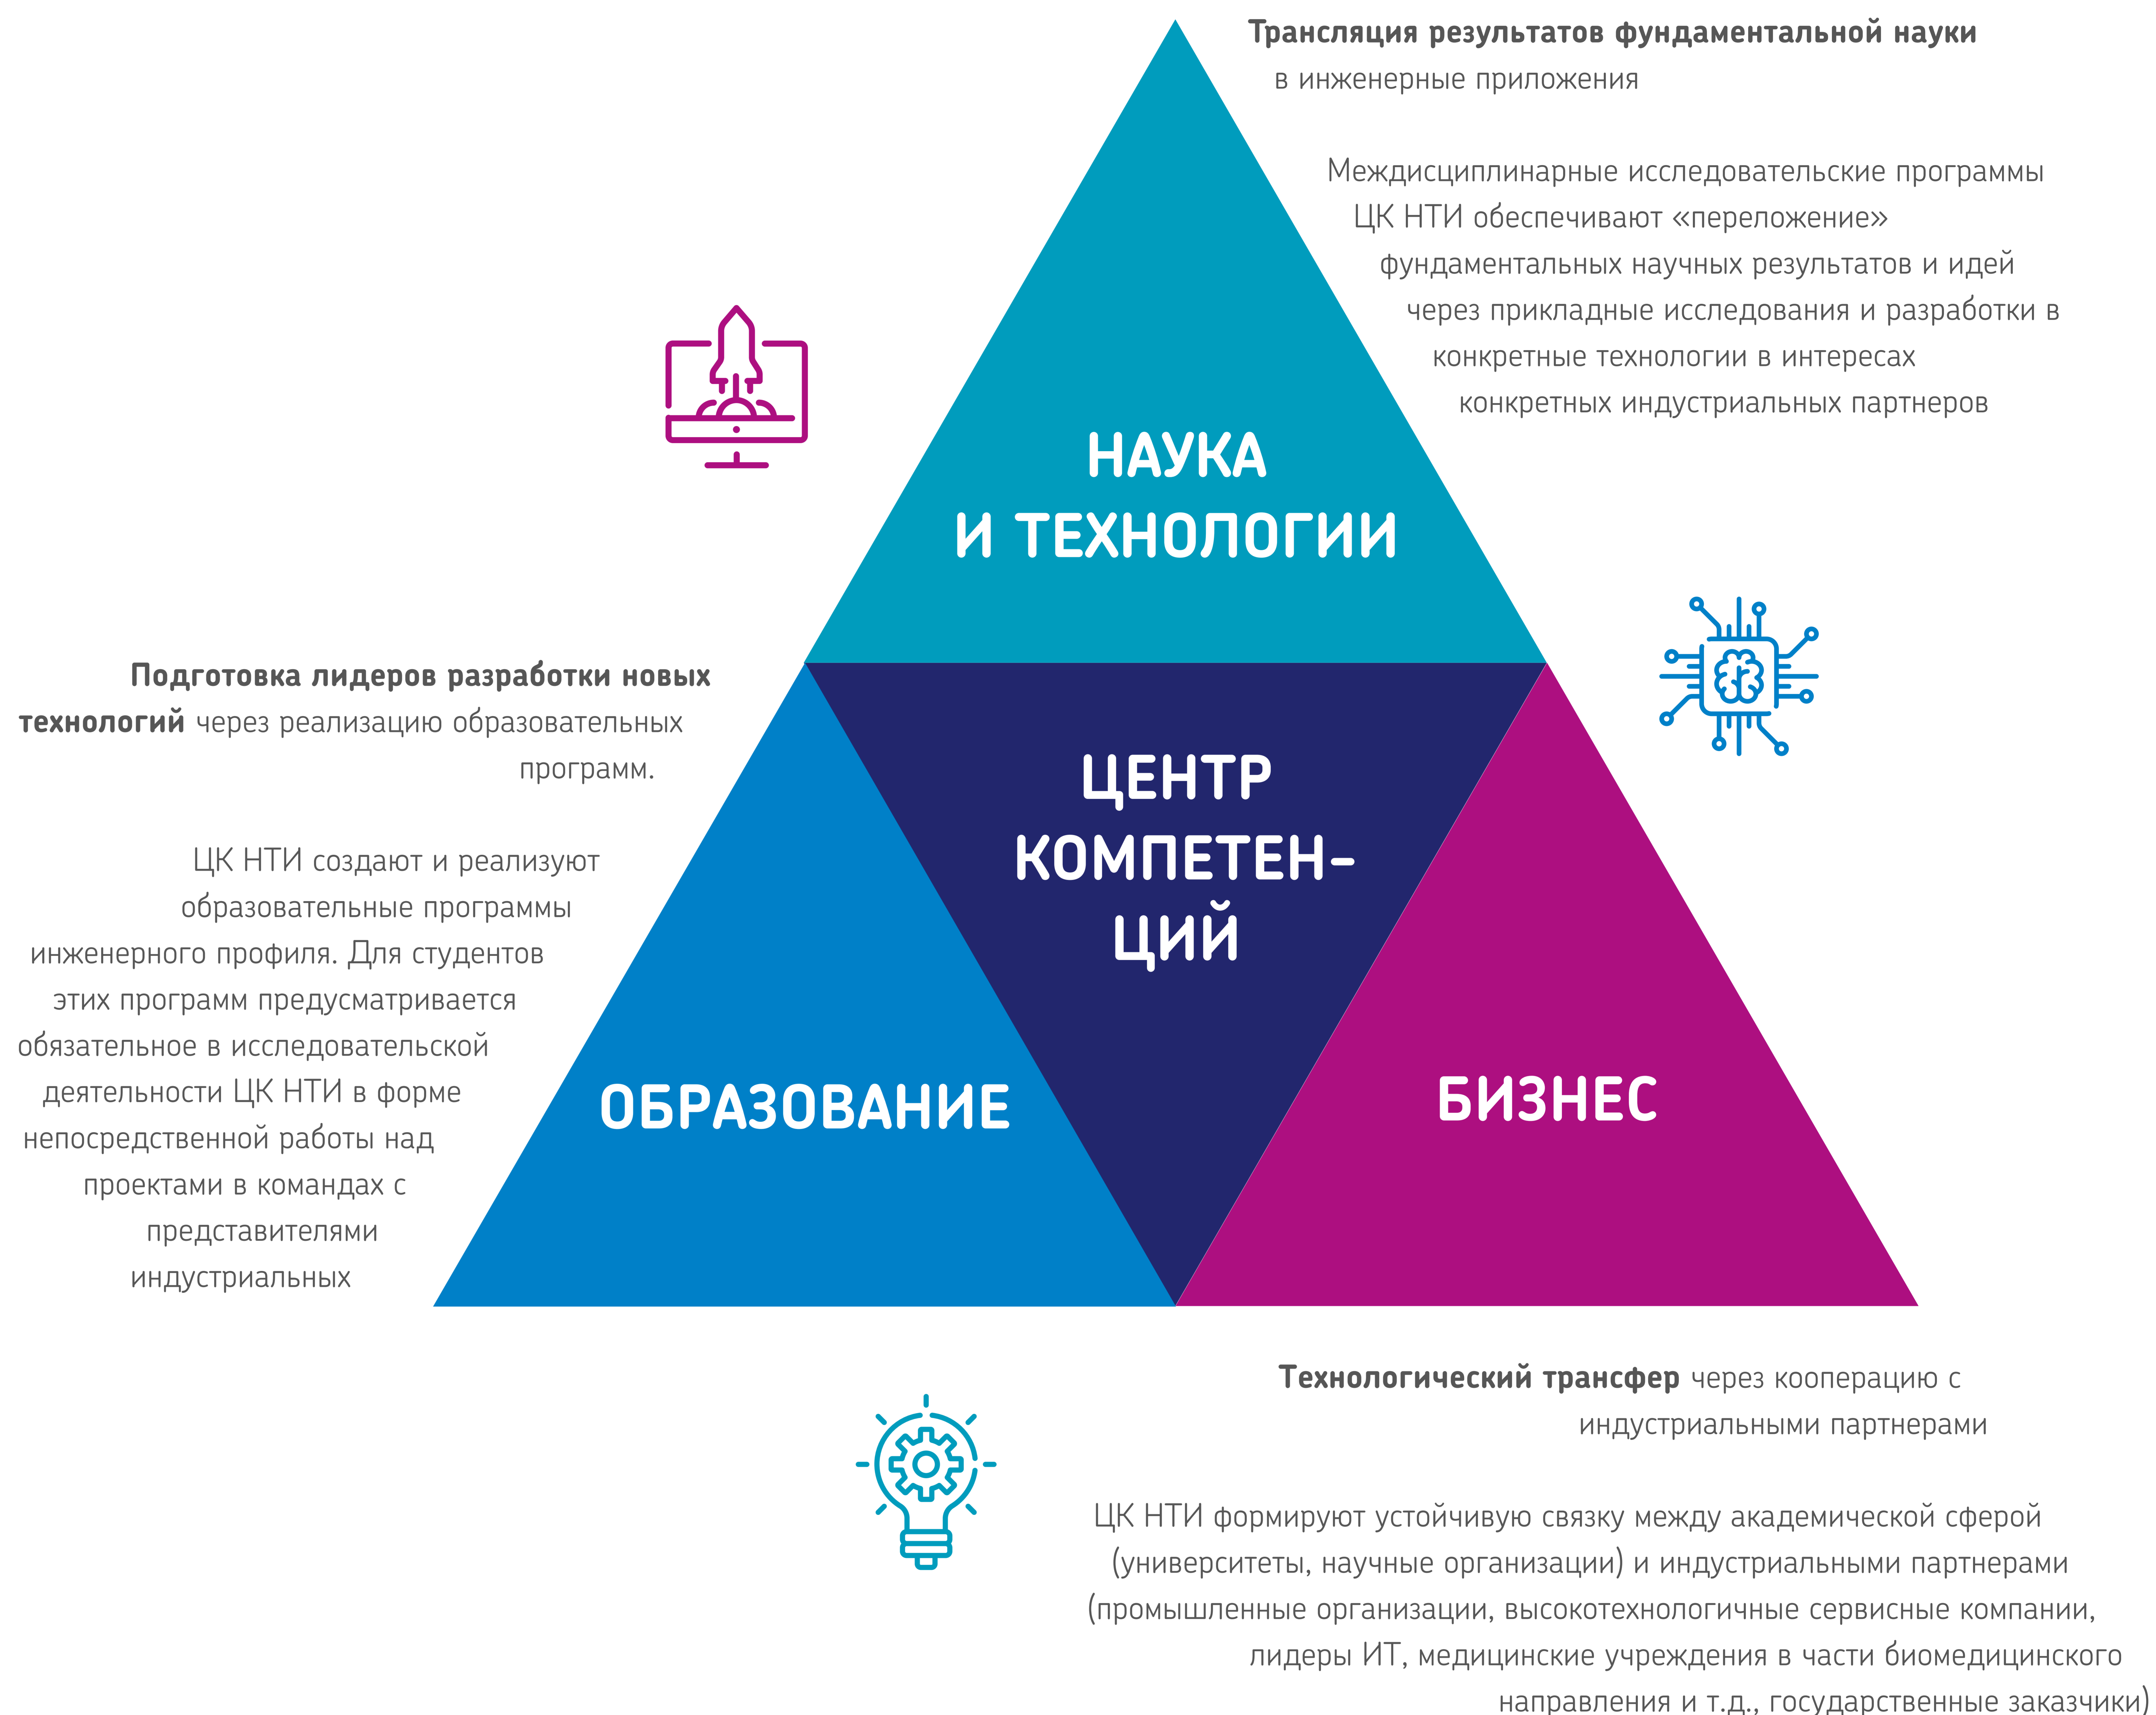 Трансляция результатов фундаментальной науки
в инженерные приложения
Междисциплинарные исследовательские программы
ЦК НТИ обеспечивают «переложение»
фундаментальных научных результатов и идей
через прикладные исследования и разработки в
конкретные технологии в интересах
конкретных индустриальных партнеров
НАУКА
И ТЕХНОЛОГИИ
Подготовка лидеров разработки новых
технологий через реализацию образовательных
программ.
ЦК НТИ создают и реализуют
образовательные программы
инженерного профиля. Для студентов
этих программ предусматривается
обязательное в исследовательской
деятельности ЦК НТИ в форме
непосредственной работы над
проектами в командах с
представителями
индустриальных
ЦЕНТР
КОМПЕТЕН-
ЦИЙ
ОБРАЗОВАНИЕ
БИЗНЕС
Технологический трансфер через кооперацию с
индустриальными партнерами
ЦК НТИ формируют устойчивую связку между академической сферой
(университеты, научные организации) и индустриальными партнерами
(промышленные организации, высокотехнологичные сервисные компании,
лидеры ИТ, медицинские учреждения в части биомедицинского
направления и т.д., государственные заказчики)